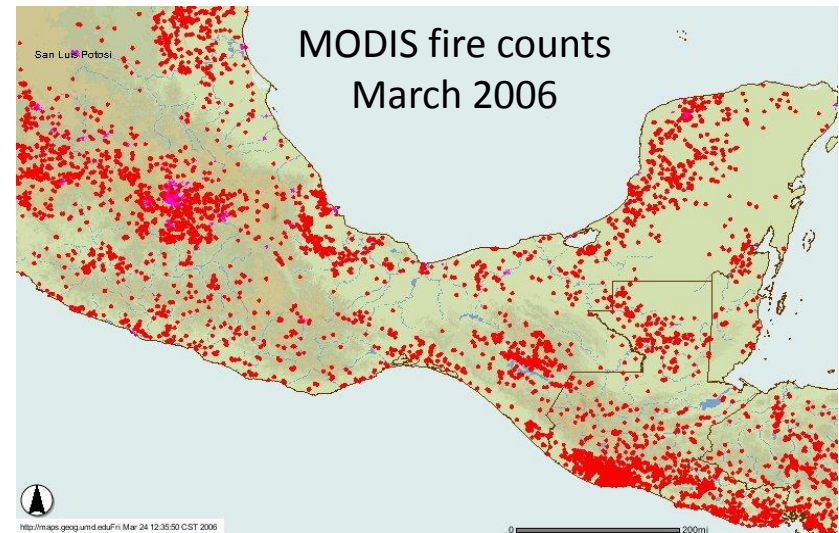 MODIS fire counts
March 2006
San Luis Potosi
http://maps.geog.umd.eduFri Mar 24 12:35:50 CST 2006
0 200mi